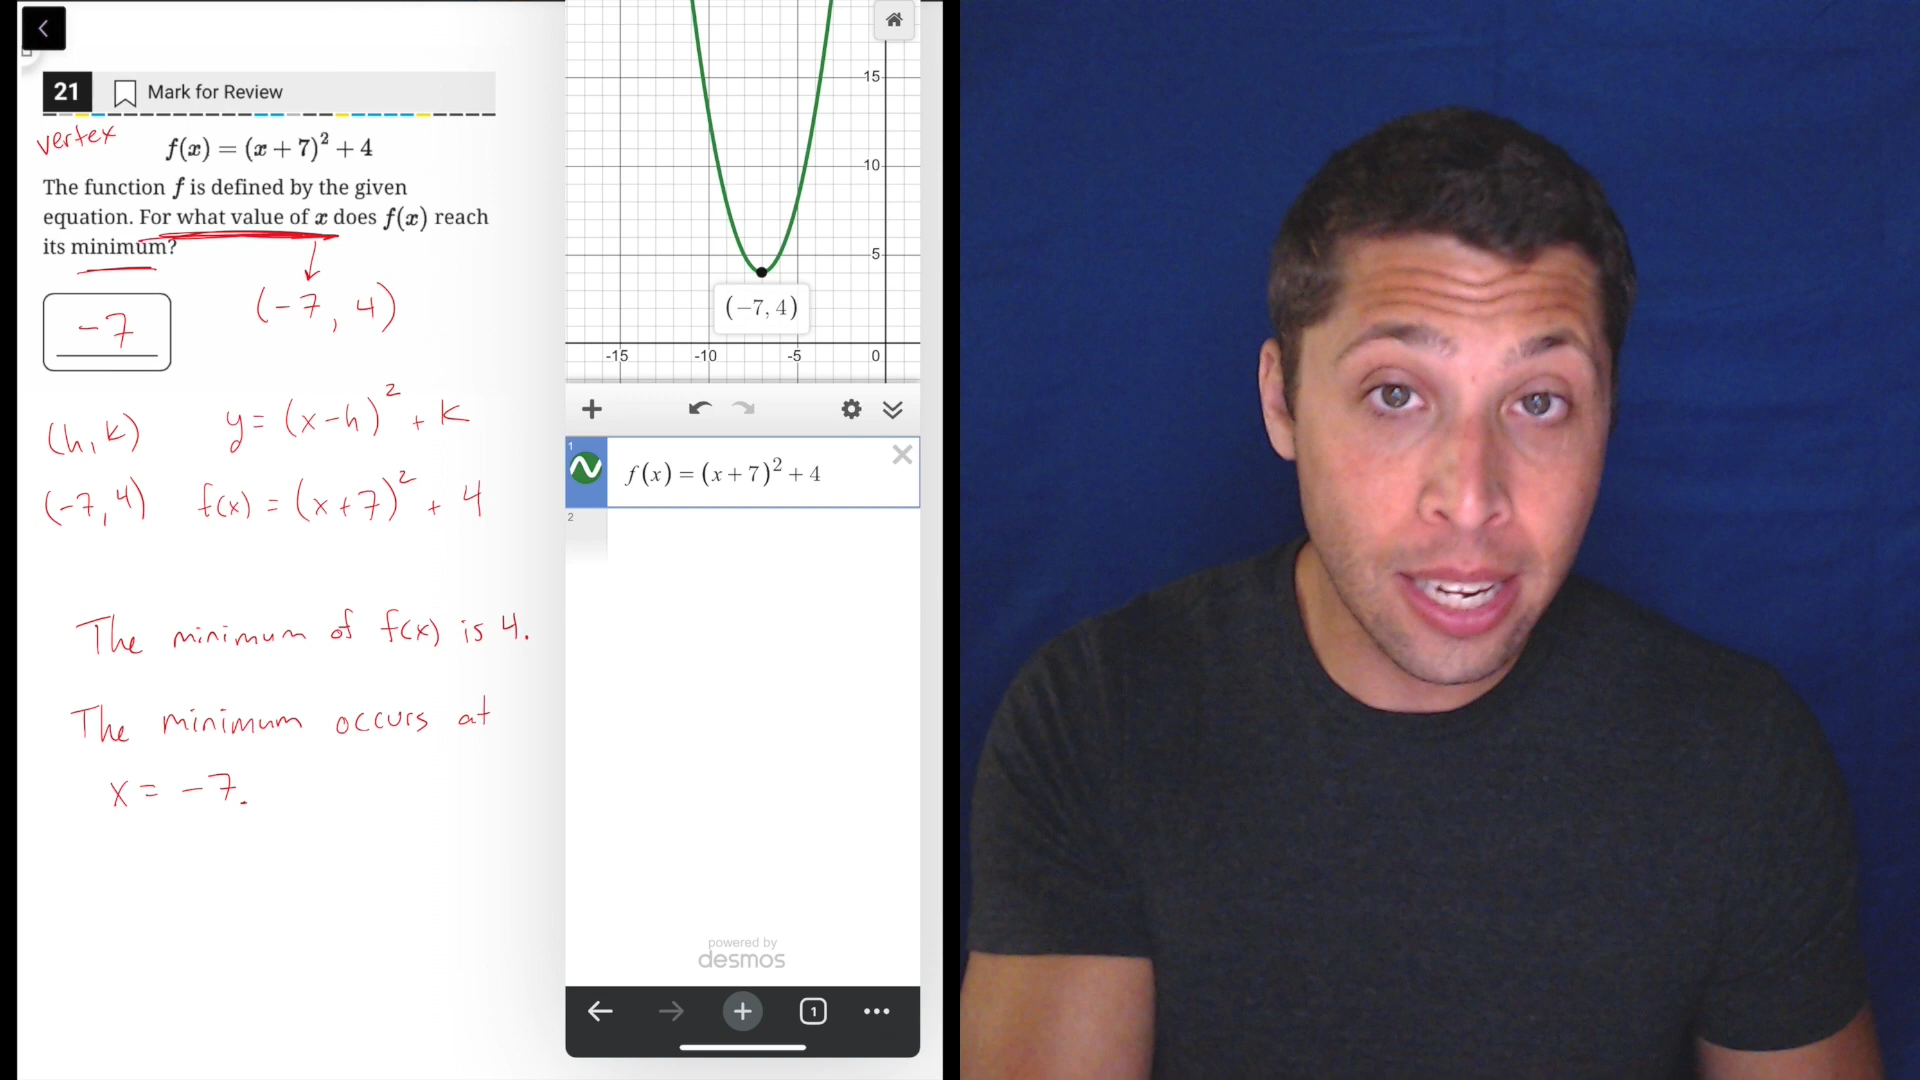 21 Mark for Review
vertex
f(x) = (x + 7)² + 4
The function f is defined by the given
equation. For what value of x does f(x) reach
its minimum?
-7
(-7, 4)
(h, k) y = (x-h)² + k
(-7, 4) f(x) = (x+7)² + 4
The minimum of f(x) is 4.
The minimum occurs at
x = -7.
15
10
5
(−7, 4)
-15 -10 -5 0
1
f(x) = (x + 7)² + 4
2
powered by
desmos
1